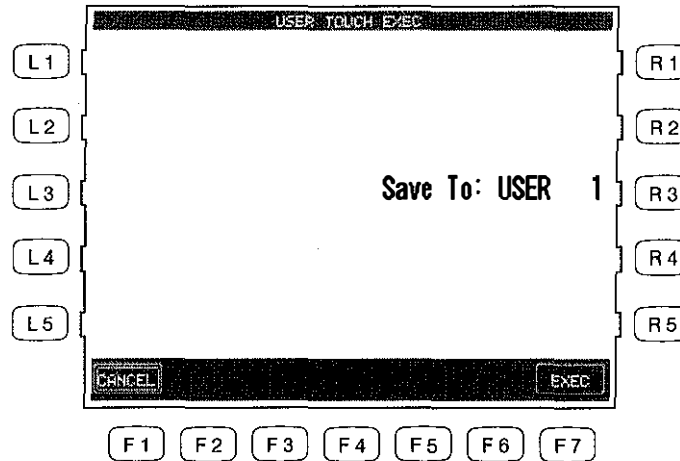 USER TOUCH EXEC
L1 R1
L2 R2
Save To: USER 1
L3 R3
L4 R4
L5 R5
CANCEL EXEC
F1 F2 F3 F4 F5 F6 F7